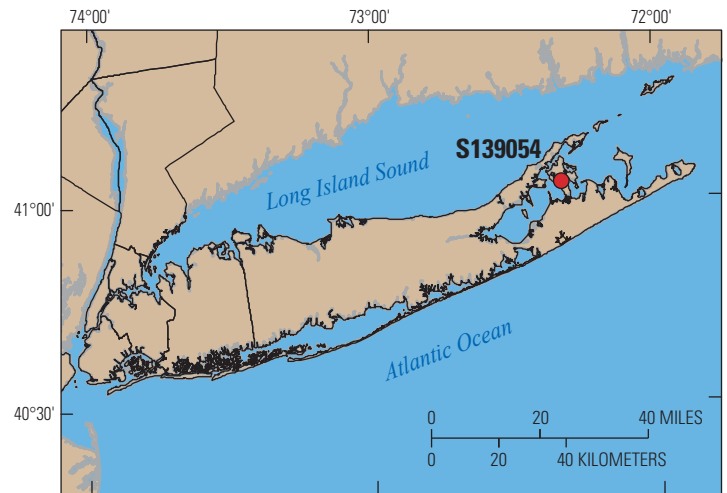 74°00' 73°00' 72°00'
S139054
Long Island Sound
41°00'
Atlantic Ocean
40°30'
0 20 40 MILES
0 20 40 KILOMETERS